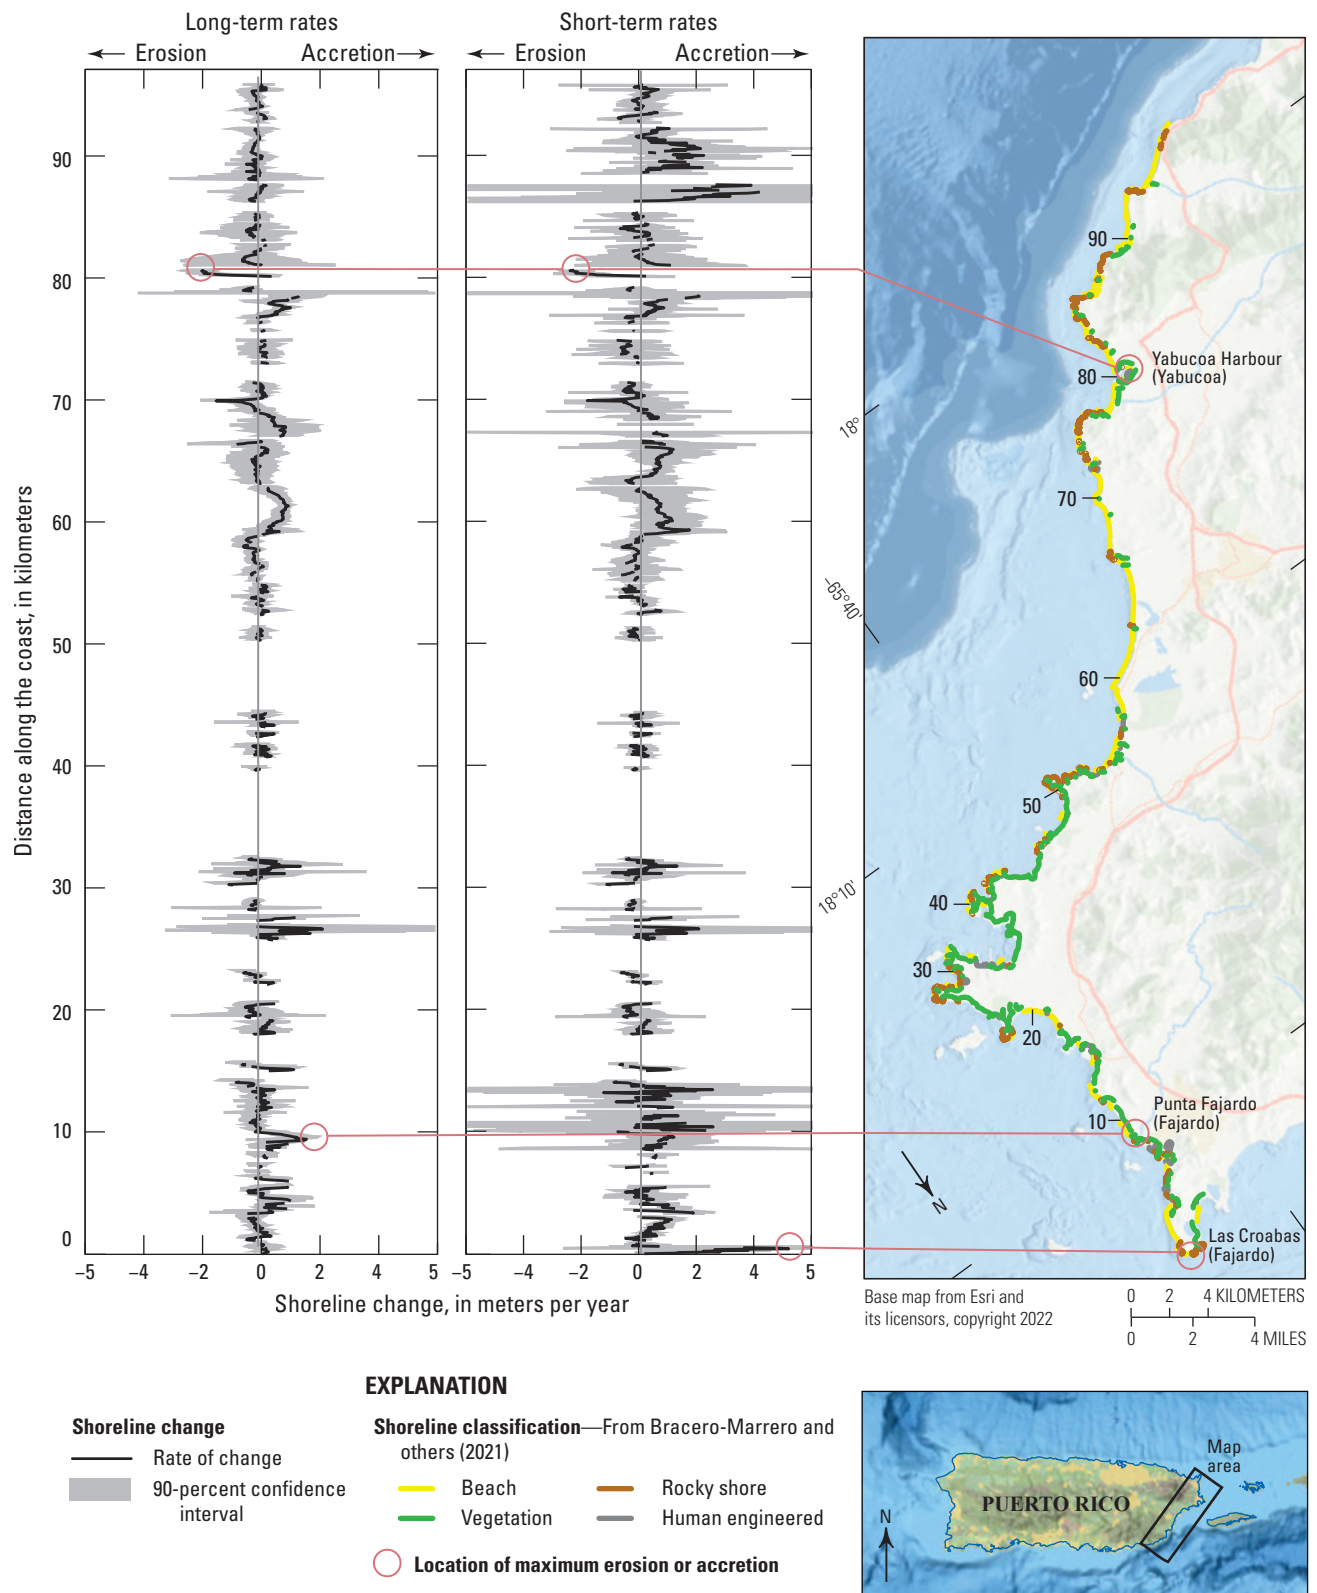 Long-term rates
Short-term rates
Erosion
Accretion
Erosion
Accretion
Distance along the coast, in kilometers
90
80
70
60
50
40
30
20
10
0
–5
–4
–2
0
2
4
5
–5
–4
–2
0
2
4
5
Shoreline change, in meters per year
90
80
70
60
50
40
30
20
10
Yabucoa Harbour
(Yabucoa)
18°
–65°40'
18°10'
Punta Fajardo
(Fajardo)
Las Croabas
(Fajardo)
N
Base map from Esri and
its licensors, copyright 2022
0 2 4 KILOMETERS
0 2 4 MILES
EXPLANATION
Shoreline change
Rate of change
90-percent confidence
interval
Shoreline classification—From Bracero-Marrero and
others (2021)
Beach
Rocky shore
Vegetation
Human engineered
Location of maximum erosion or accretion
Map
area
PUERTO RICO
N